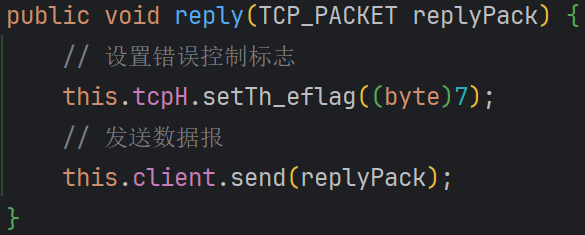 public void reply(TCP_PACKET replyPack) {
    // 设置错误控制标志
    this.tcpH.setTh_eflag((byte)7);
    // 发送数据报
    this.client.send(replyPack);
}